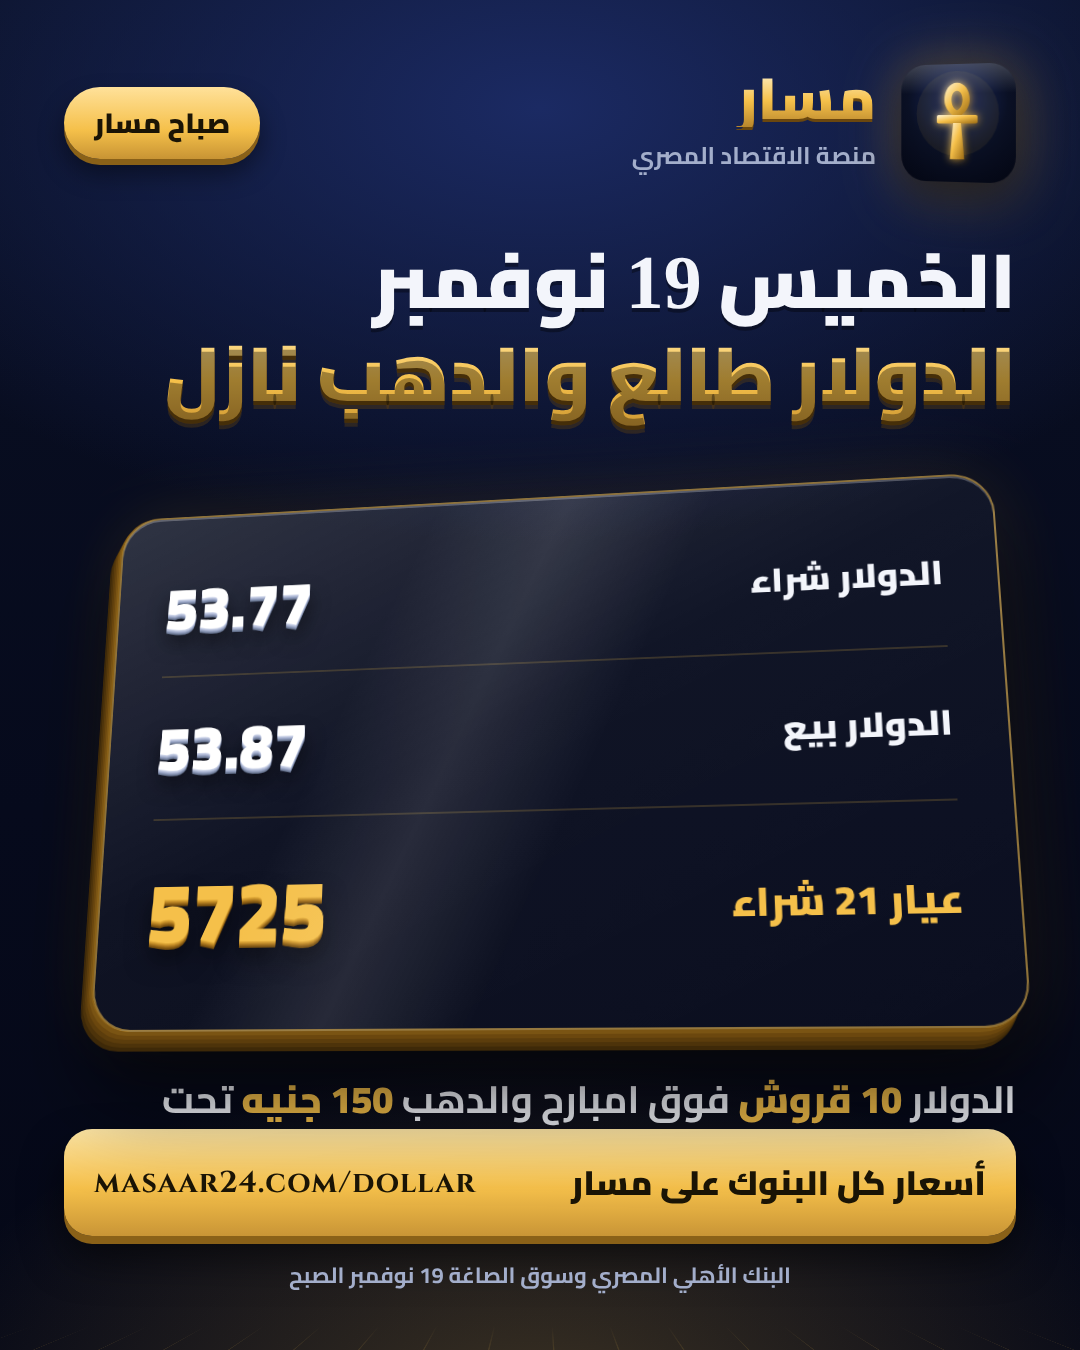 مسار
منصة الاقتصاد المصري
صباح مسار
الخميس 19 نوفمبر
الدولار طالع والدهب نازل
الدولار شراء 53.77
الدولار بيع 53.87
عيار 21 شراء 5725
الدولار 10 قروش فوق امبارح والدهب 150 جنيه تحت
أسعار كل البنوك على مسار MASAAR24.COM/DOLLAR
البنك الأهلي المصري وسوق الصاغة 19 نوفمبر الصبح